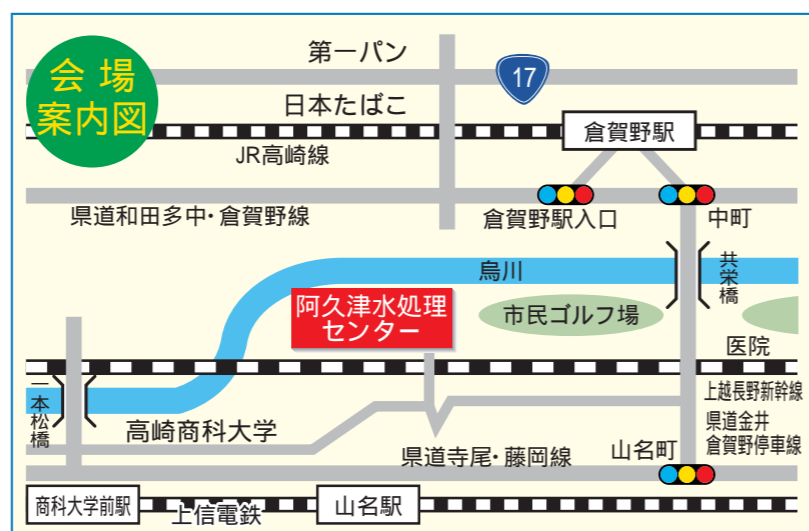 会場
案内図
第一パン
17
日本たばこ
倉賀野駅
JR高崎線
県道和田多中・倉賀野線
倉賀野駅入口
中町
烏川
共栄橋
阿久津水処理
センター
市民ゴルフ場
医院
一本松橋
上越長野新幹線
高崎商科大学
県道金井
倉賀野停車線
県道寺尾・藤岡線
山名町
商科大学前駅
上信電鉄
山名駅